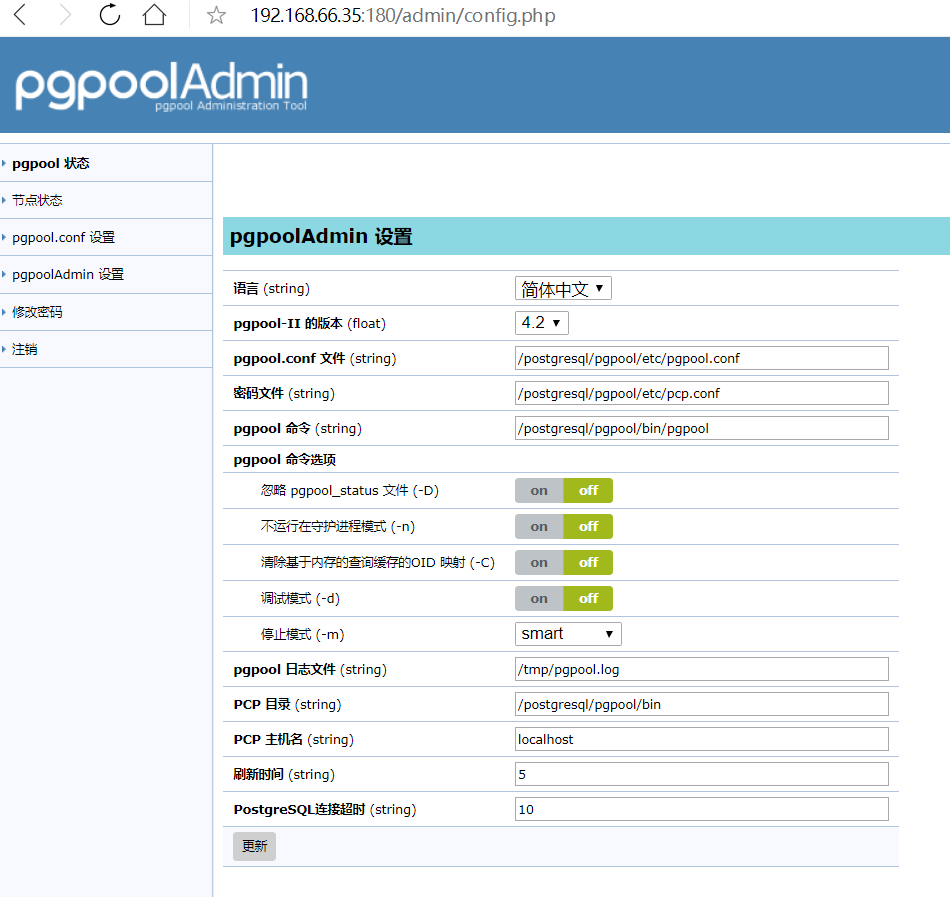 192.168.66.35:180/admin/config.php
pgpoolAdmin
pgpool Administration Tool
pgpool 状态
节点状态
pgpool.conf 设置
pgpoolAdmin 设置
修改密码
注销
pgpoolAdmin 设置
语言 (string) 简体中文
pgpool-II 的版本 (float) 4.2
pgpool.conf 文件 (string) /postgresql/pgpool/etc/pgpool.conf
密码文件 (string) /postgresql/pgpool/etc/pcp.conf
pgpool 命令 (string) /postgresql/pgpool/bin/pgpool
pgpool 命令选项
忽略 pgpool_status 文件 (-D) on off
不运行在守护进程模式 (-n) on off
清除基于内存的查询缓存的OID 映射 (-C) on off
调试模式 (-d) on off
停止模式 (-m) smart
pgpool 日志文件 (string) /tmp/pgpool.log
PCP 目录 (string) /postgresql/pgpool/bin
PCP 主机名 (string) localhost
刷新时间 (string) 5
PostgreSQL连接超时 (string) 10
更新